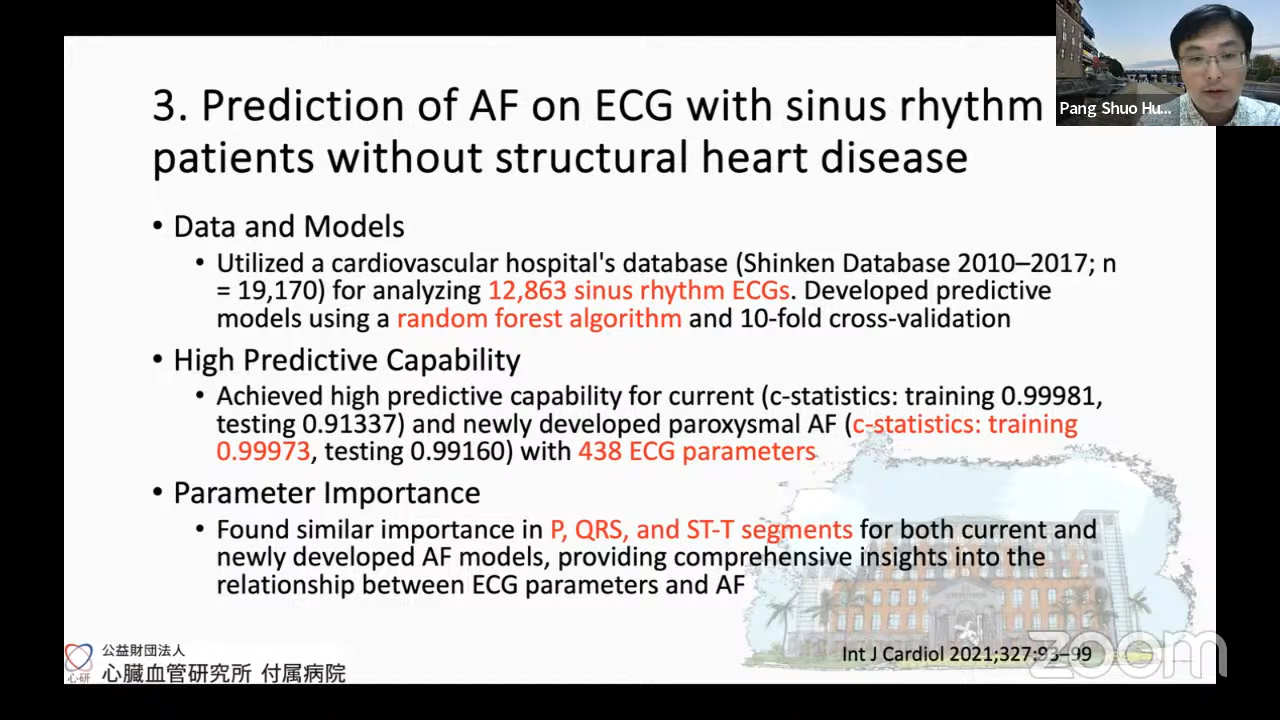 3. Prediction of AF on ECG with sinus rhythm
patients without structural heart disease
Pang Shuo Hu...
• Data and Models
• Utilized a cardiovascular hospital's database (Shinken Database 2010–2017; n
= 19,170) for analyzing 12,863 sinus rhythm ECGs. Developed predictive
models using a random forest algorithm and 10-fold cross-validation
• High Predictive Capability
• Achieved high predictive capability for current (c-statistics: training 0.99981,
testing 0.91337) and newly developed paroxysmal AF (c-statistics: training
0.99973, testing 0.99160) with 438 ECG parameters
• Parameter Importance
• Found similar importance in P, QRS, and ST-T segments for both current and
newly developed AF models, providing comprehensive insights into the
relationship between ECG parameters and AF
心研
公益財団法人
心臓血管研究所 付属病院
Int J Cardiol 2021;327:93–99
zoom